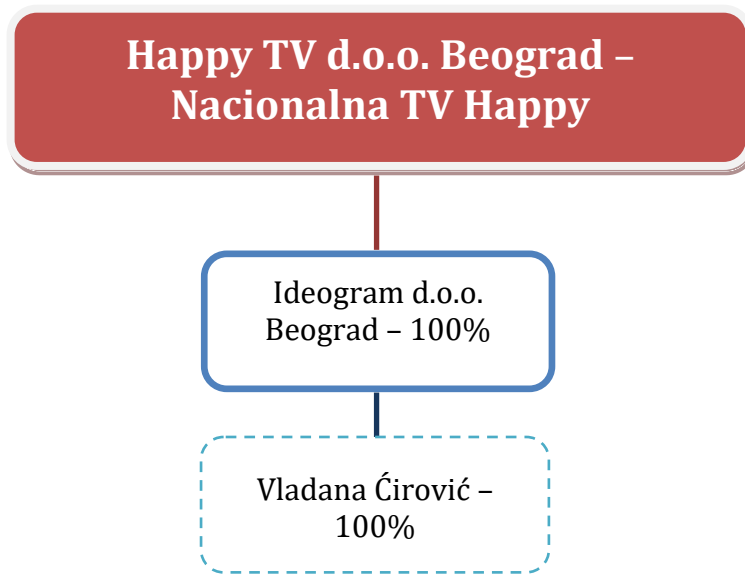 Happy TV d.o.o. Beograd –
Nacionalna TV Happy
Ideogram d.o.o.
Beograd – 100%
Vladana Ćirović –
100%